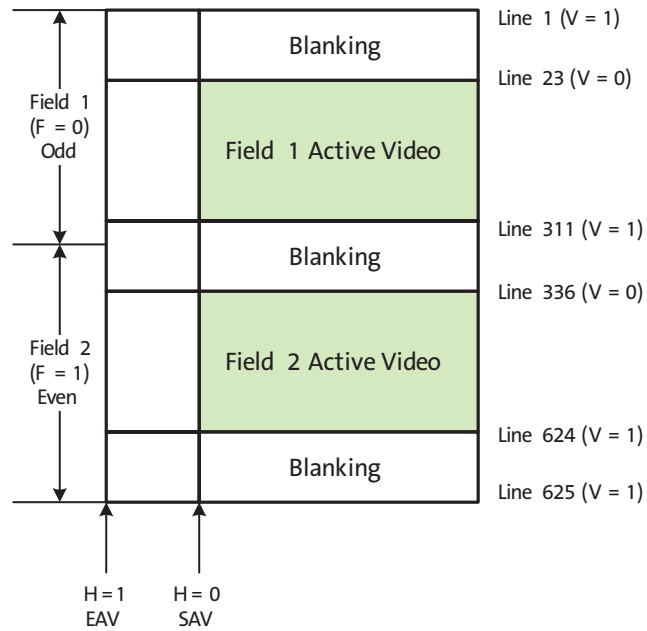 Line 1 (V = 1)
Blanking
Line 23 (V = 0)
Field 1
(F = 0)
Odd
Field 1 Active Video
Line 311 (V = 1)
Blanking
Line 336 (V = 0)
Field 2
(F = 1)
Even
Field 2 Active Video
Line 624 (V = 1)
Blanking
Line 625 (V = 1)
H = 1
EAV
H = 0
SAV